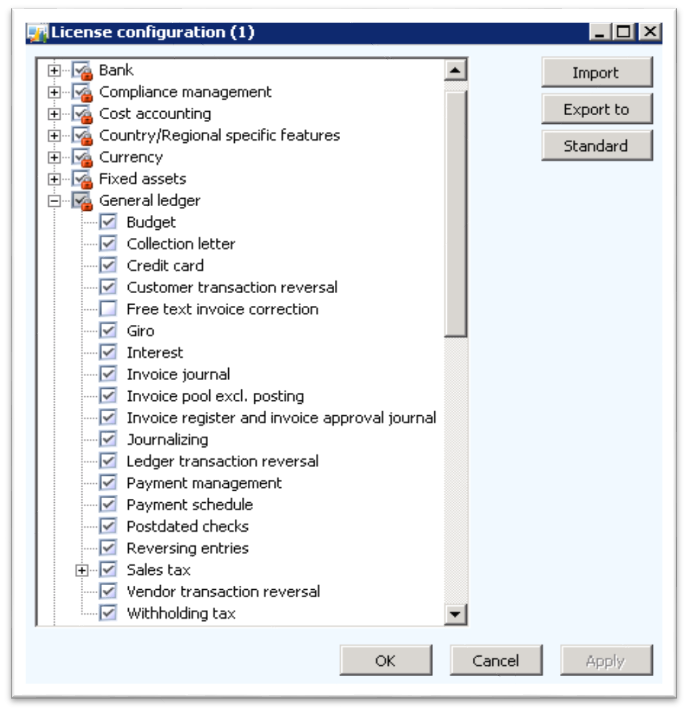 License configuration (1)
Bank
Compliance management
Cost accounting
Country/Regional specific features
Currency
Fixed assets
General ledger
Budget
Collection letter
Credit card
Customer transaction reversal
Free text invoice correction
Giro
Interest
Invoice journal
Invoice pool excl. posting
Invoice register and invoice approval journal
Journalizing
Ledger transaction reversal
Payment management
Payment schedule
Postdated checks
Reversing entries
Sales tax
Vendor transaction reversal
Withholding tax
Import
Export to
Standard
OK Cancel Apply